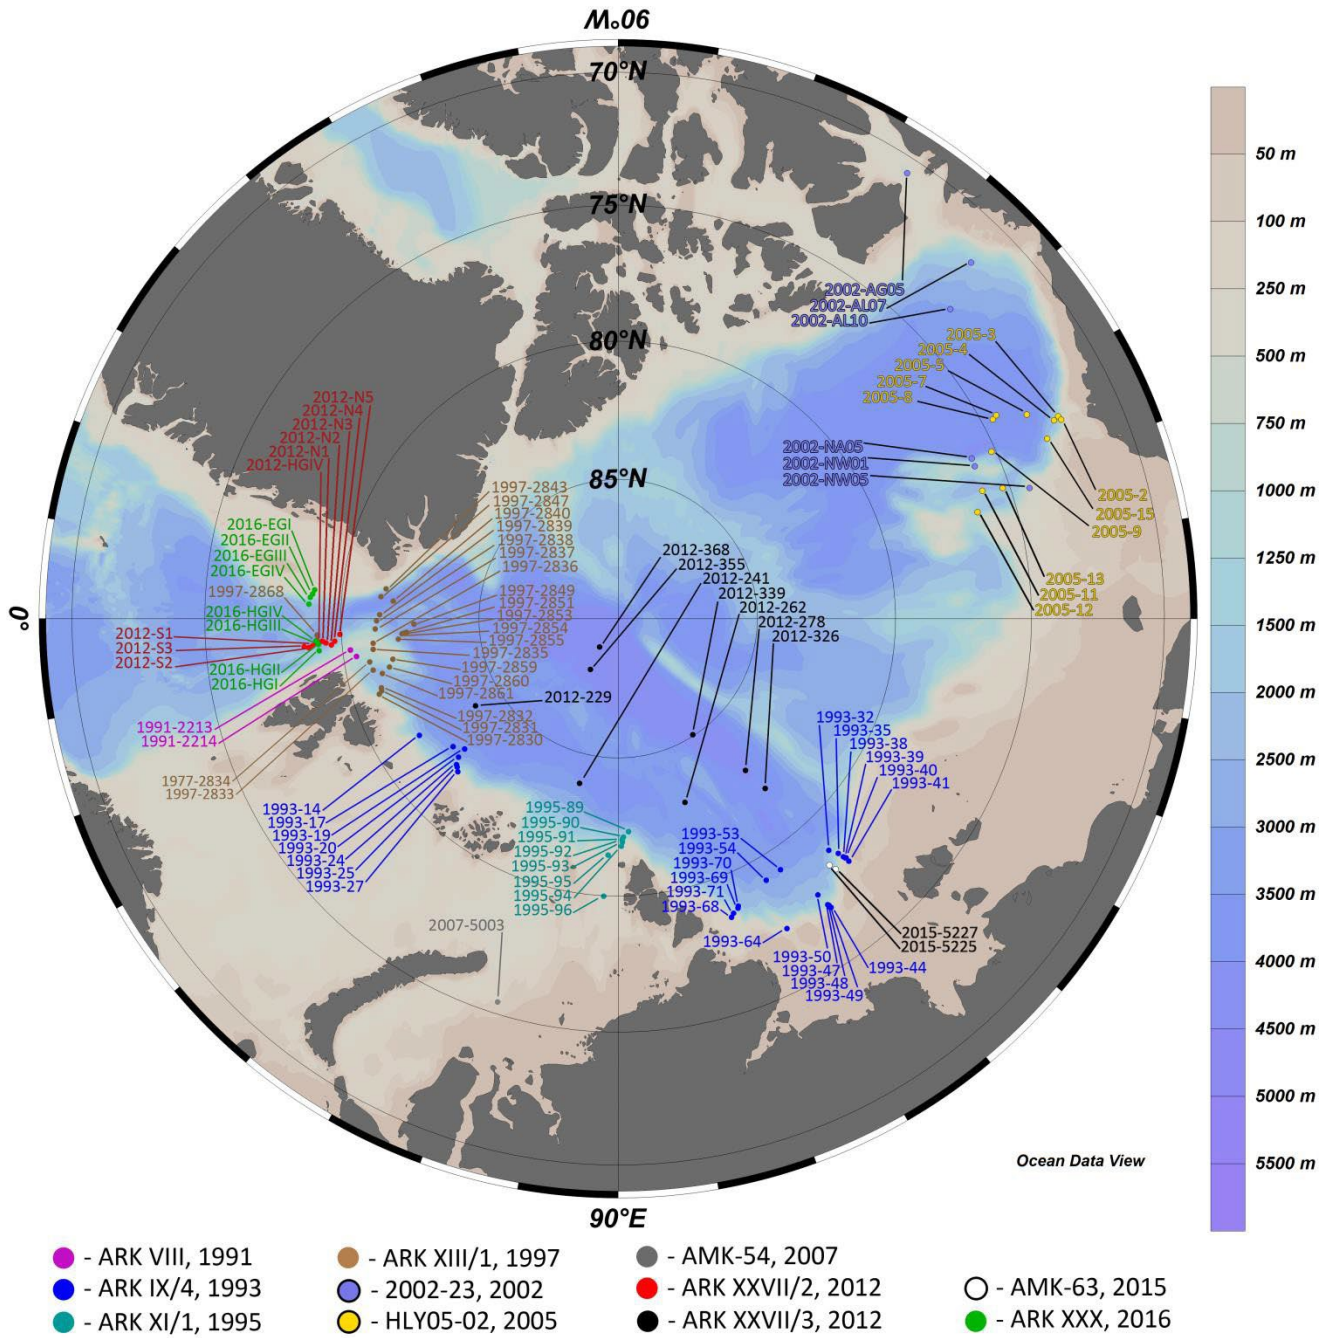 90°W
70°N
75°N
80°N
85°N
0°
90°E
50 m
100 m
250 m
500 m
750 m
1000 m
1250 m
1500 m
2000 m
2500 m
3000 m
3500 m
4000 m
4500 m
5000 m
5500 m
2002-AG05
2002-AL07
2002-AL10
2005-3
2005-4
2005-5
2005-7
2005-8
2002-NA05
2002-NW01
2002-NW05
2005-2
2005-15
2005-9
2005-13
2005-11
2005-12
2012-N5
2012-N4
2012-N3
2012-N2
2012-N1
2012-HGIV
1997-2843
1997-2847
1997-2840
1997-2839
1997-2838
1997-2837
1997-2836
2016-EGI
2016-EGII
2016-EGIII
2016-EGIV
1997-2868
2016-HGIV
2016-HGIII
2012-S1
2012-S3
2012-S2
2016-HGII
2016-HGI
1997-2849
1997-2851
1997-2853
1997-2854
1997-2855
1997-2835
1997-2859
1997-2860
1997-2861
1997-2832
1997-2831
1997-2830
2012-368
2012-355
2012-241
2012-339
2012-262
2012-278
2012-326
2012-229
1991-2213
1991-2214
1977-2834
1997-2833
1993-14
1993-17
1993-19
1993-20
1993-24
1993-25
1993-27
1995-89
1995-90
1995-91
1995-92
1995-93
1995-95
1995-94
1995-96
1993-32
1993-35
1993-38
1993-39
1993-40
1993-41
1993-53
1993-54
1993-70
1993-69
1993-71
1993-68
1993-64
2007-5003
2015-5227
2015-5225
1993-50
1993-47
1993-48
1993-49
1993-44
Ocean Data View
- ARK VIII, 1991
- ARK IX/4, 1993
- ARK XI/1, 1995
- ARK XIII/1, 1997
- 2002-23, 2002
- HLY05-02, 2005
- AMK-54, 2007
- ARK XXVII/2, 2012
- ARK XXVII/3, 2012
- AMK-63, 2015
- ARK XXX, 2016